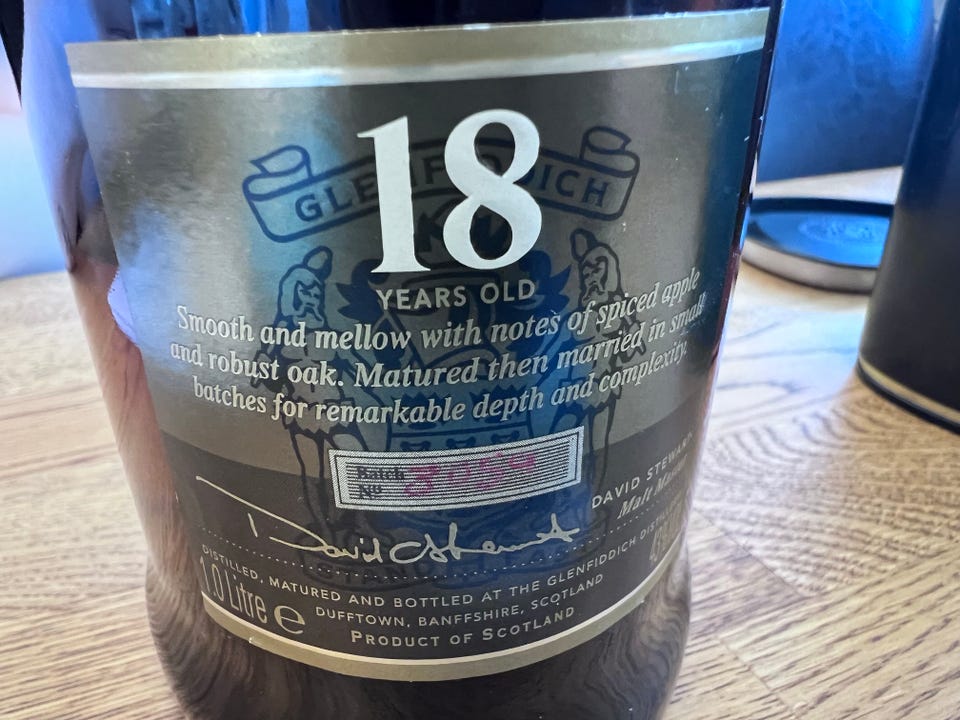 GLENFIDDICH
18
YEARS OLD
Smooth and mellow with notes of spiced apple
and robust oak. Matured then married in small
batches for remarkable depth and complexity.
Batch
Nº
DAVID STEWART
Malt Master
David Stewart
DISTILLED, MATURED AND BOTTLED AT THE GLENFIDDICH DISTILLERY
DUFFTOWN, BANFFSHIRE, SCOTLAND
1.0 Litre e
PRODUCT OF SCOTLAND